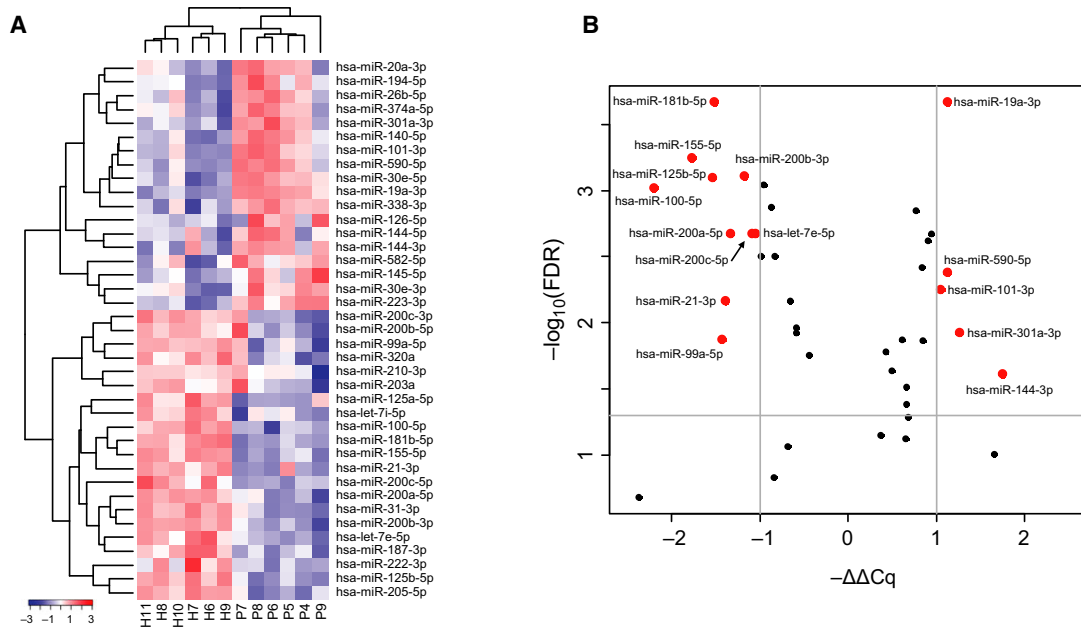 A
hsa-miR-20a-3p
hsa-miR-194-5p
hsa-miR-26b-5p
hsa-miR-374a-5p
hsa-miR-301a-3p
hsa-miR-140-5p
hsa-miR-101-3p
hsa-miR-590-5p
hsa-miR-30e-5p
hsa-miR-19a-3p
hsa-miR-338-3p
hsa-miR-126-5p
hsa-miR-144-5p
hsa-miR-144-3p
hsa-miR-582-5p
hsa-miR-145-5p
hsa-miR-30e-3p
hsa-miR-223-3p
hsa-miR-200c-3p
hsa-miR-200b-5p
hsa-miR-99a-5p
hsa-miR-320a
hsa-miR-210-3p
hsa-miR-203a
hsa-miR-125a-5p
hsa-let-7i-5p
hsa-miR-100-5p
hsa-miR-181b-5p
hsa-miR-155-5p
hsa-miR-21-3p
hsa-miR-200c-5p
hsa-miR-200a-5p
hsa-miR-31-3p
hsa-miR-200b-3p
hsa-let-7e-5p
hsa-miR-187-3p
hsa-miR-222-3p
hsa-miR-125b-5p
hsa-miR-205-5p
−3 −1 1 3
H11 H8 H10 H7 H6 H9 P7 P8 P6 P5 P4 P9
B
hsa-miR-181b-5p
hsa-miR-19a-3p
hsa-miR-155-5p
hsa-miR-200b-3p
hsa-miR-125b-5p
hsa-miR-100-5p
hsa-miR-200a-5p
hsa-let-7e-5p
hsa-miR-200c-5p
hsa-miR-590-5p
hsa-miR-101-3p
hsa-miR-21-3p
hsa-miR-301a-3p
hsa-miR-99a-5p
hsa-miR-144-3p
3
2
1
−log10(FDR)
−2 −1 0 1 2
−ΔΔCq